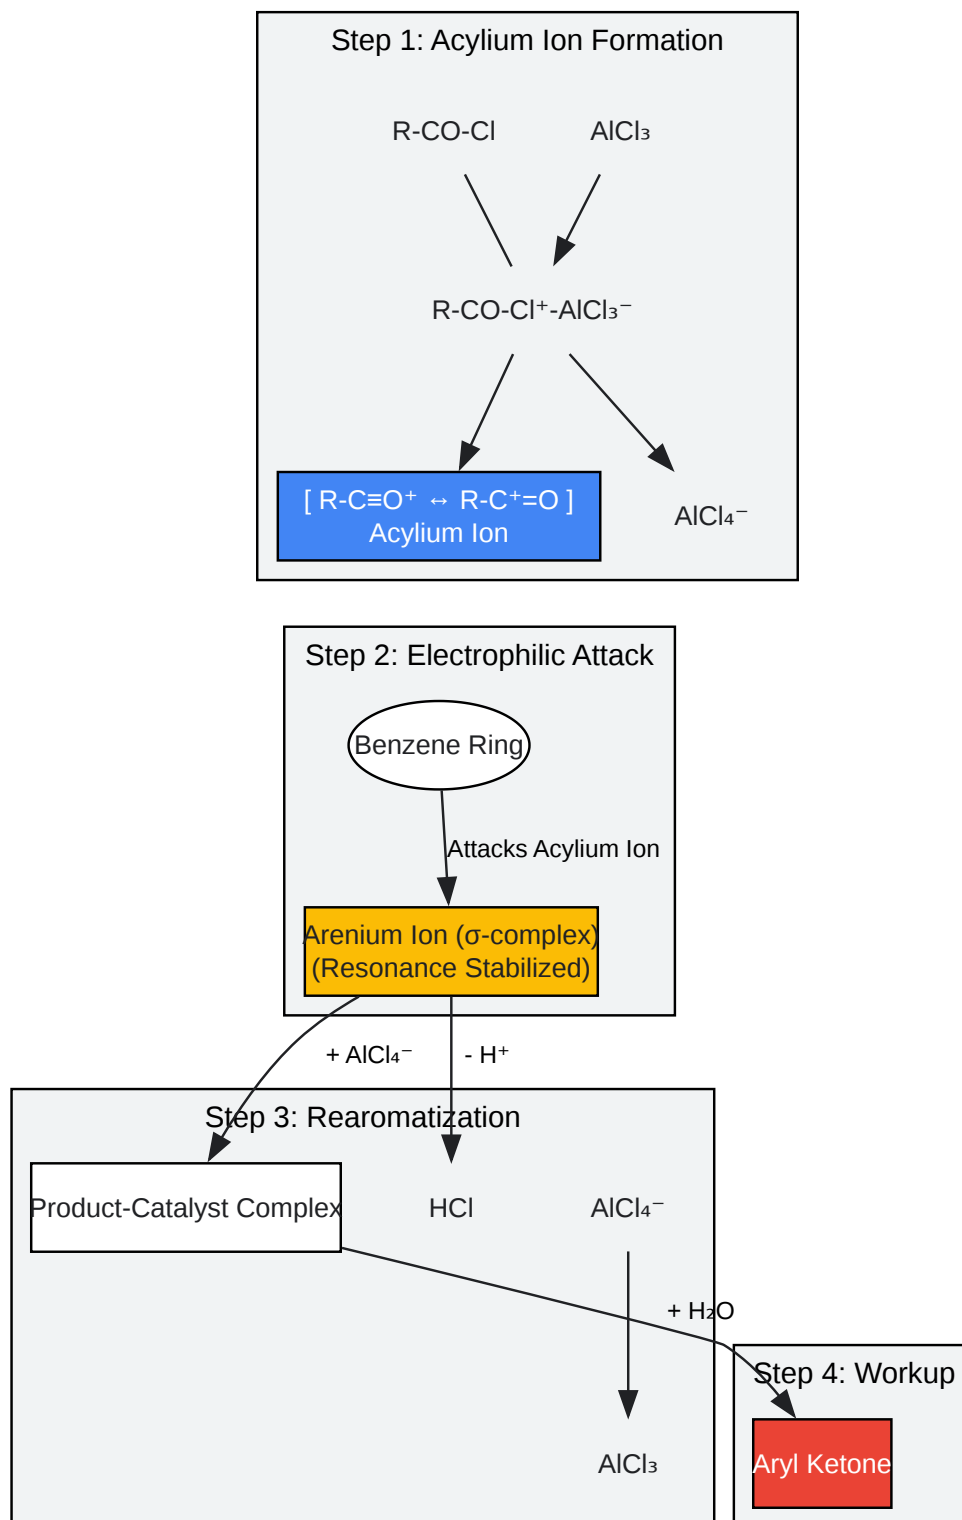 Step 1: Acylium Ion Formation
R-CO-Cl
AlCl₃
R-CO-Cl⁺-AlCl₃⁻
[ R-C≡O⁺ ↔ R-C⁺=O ]
Acylium Ion
AlCl₄⁻
Step 2: Electrophilic Attack
Benzene Ring
Attacks Acylium Ion
Arenium Ion (σ-complex)
(Resonance Stabilized)
+ AlCl₄⁻
- H⁺
Step 3: Rearomatization
Product-Catalyst Complex
HCl
AlCl₄⁻
+ H₂O
Step 4: Workup
AlCl₃
Aryl Ketone